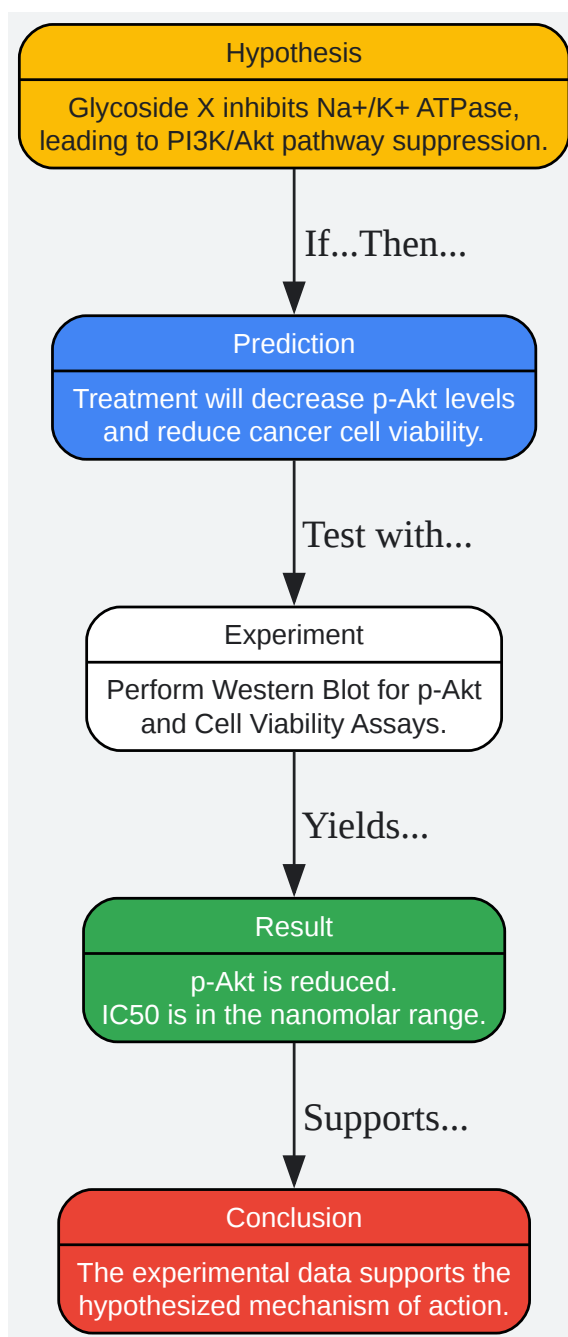 Hypothesis
Glycoside X inhibits Na+/K+ ATPase,
leading to PI3K/Akt pathway suppression.
If...Then...
Prediction
Treatment will decrease p-Akt levels
and reduce cancer cell viability.
Test with...
Experiment
Perform Western Blot for p-Akt
and Cell Viability Assays.
Yields...
Result
p-Akt is reduced.
IC50 is in the nanomolar range.
Supports...
Conclusion
The experimental data supports the
hypothesized mechanism of action.